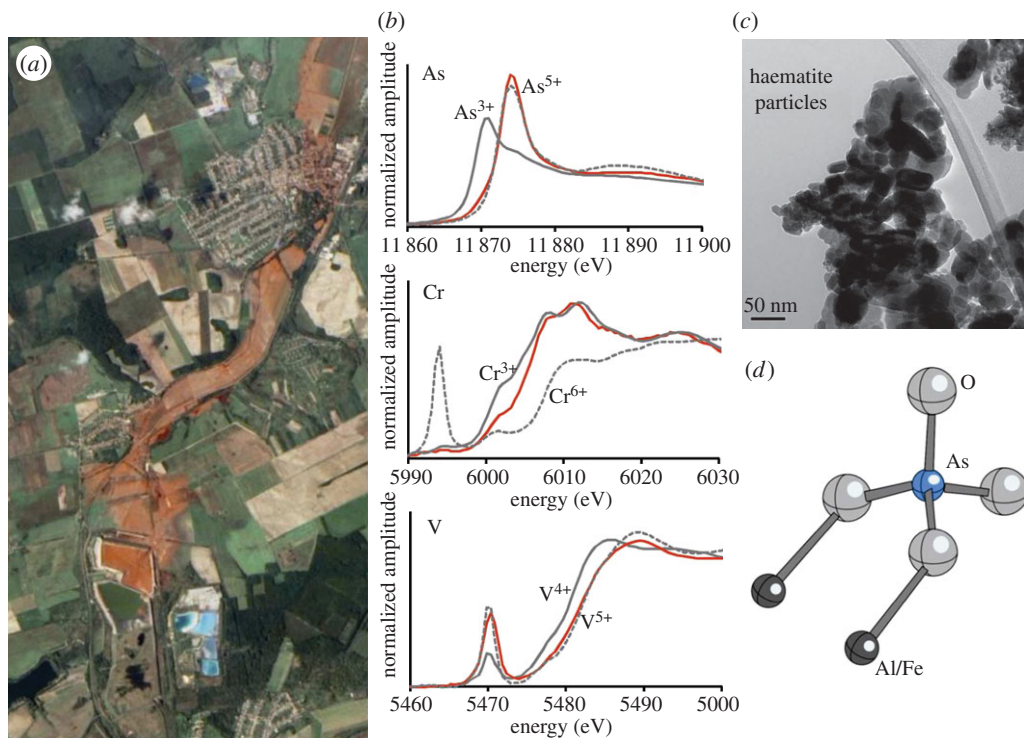 (a)
(b)
As
As3+
As5+
normalized amplitude
11 860 11 870 11 880 11 890 11 900
energy (eV)
Cr
Cr3+
Cr6+
normalized amplitude
5990 6000 6010 6020 6030
energy (eV)
V
V4+
V5+
normalized amplitude
5460 5470 5480 5490 5000
energy (eV)
(c)
haematite
particles
50 nm
(d)
O
As
Al/Fe